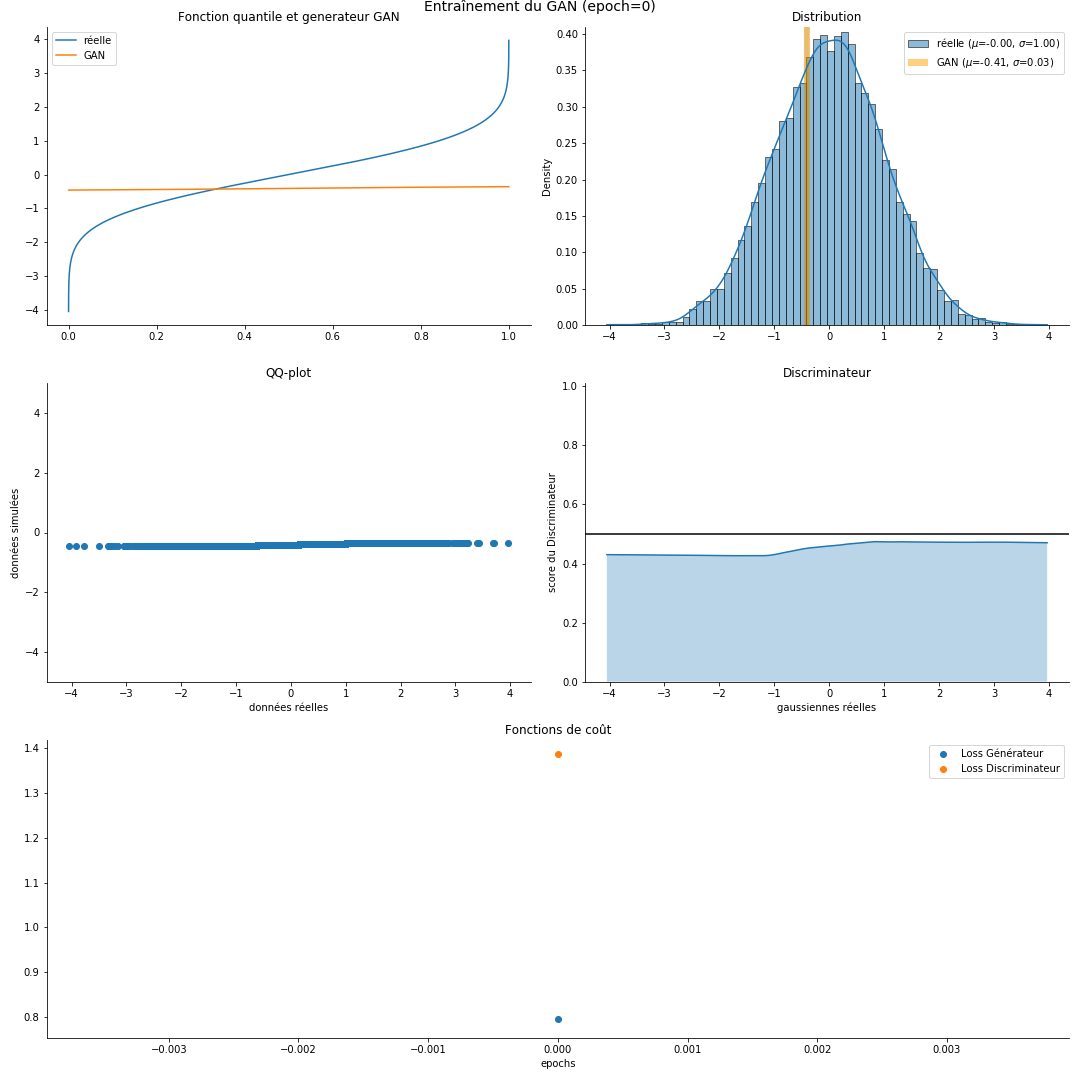 Entraînement du GAN (epoch=0)
Fonction quantile et generateur GAN
réelle
GAN
4
3
2
1
0
−1
−2
−3
−4
0.0 0.2 0.4 0.6 0.8 1.0
Distribution
réelle (μ=-0.00, σ=1.00)
GAN (μ=-0.41, σ=0.03)
Density
0.40
0.35
0.30
0.25
0.20
0.15
0.10
0.05
0.00
−4 −3 −2 −1 0 1 2 3 4
QQ-plot
données simulées
4
2
0
−2
−4
−4 −3 −2 −1 0 1 2 3 4
données réelles
Discriminateur
score du Discriminateur
1.0
0.8
0.6
0.4
0.2
0.0
−4 −3 −2 −1 0 1 2 3 4
gaussiennes réelles
Fonctions de coût
Loss Générateur
Loss Discriminateur
1.4
1.3
1.2
1.1
1.0
0.9
0.8
−0.003 −0.002 −0.001 0.000 0.001 0.002 0.003
epochs